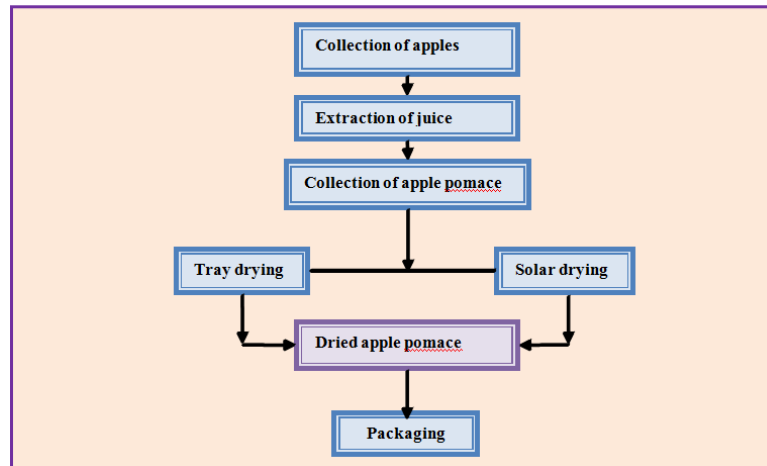 Collection of apples
Extraction of juice
Collection of apple pomace
Tray drying
Solar drying
Dried apple pomace
Packaging